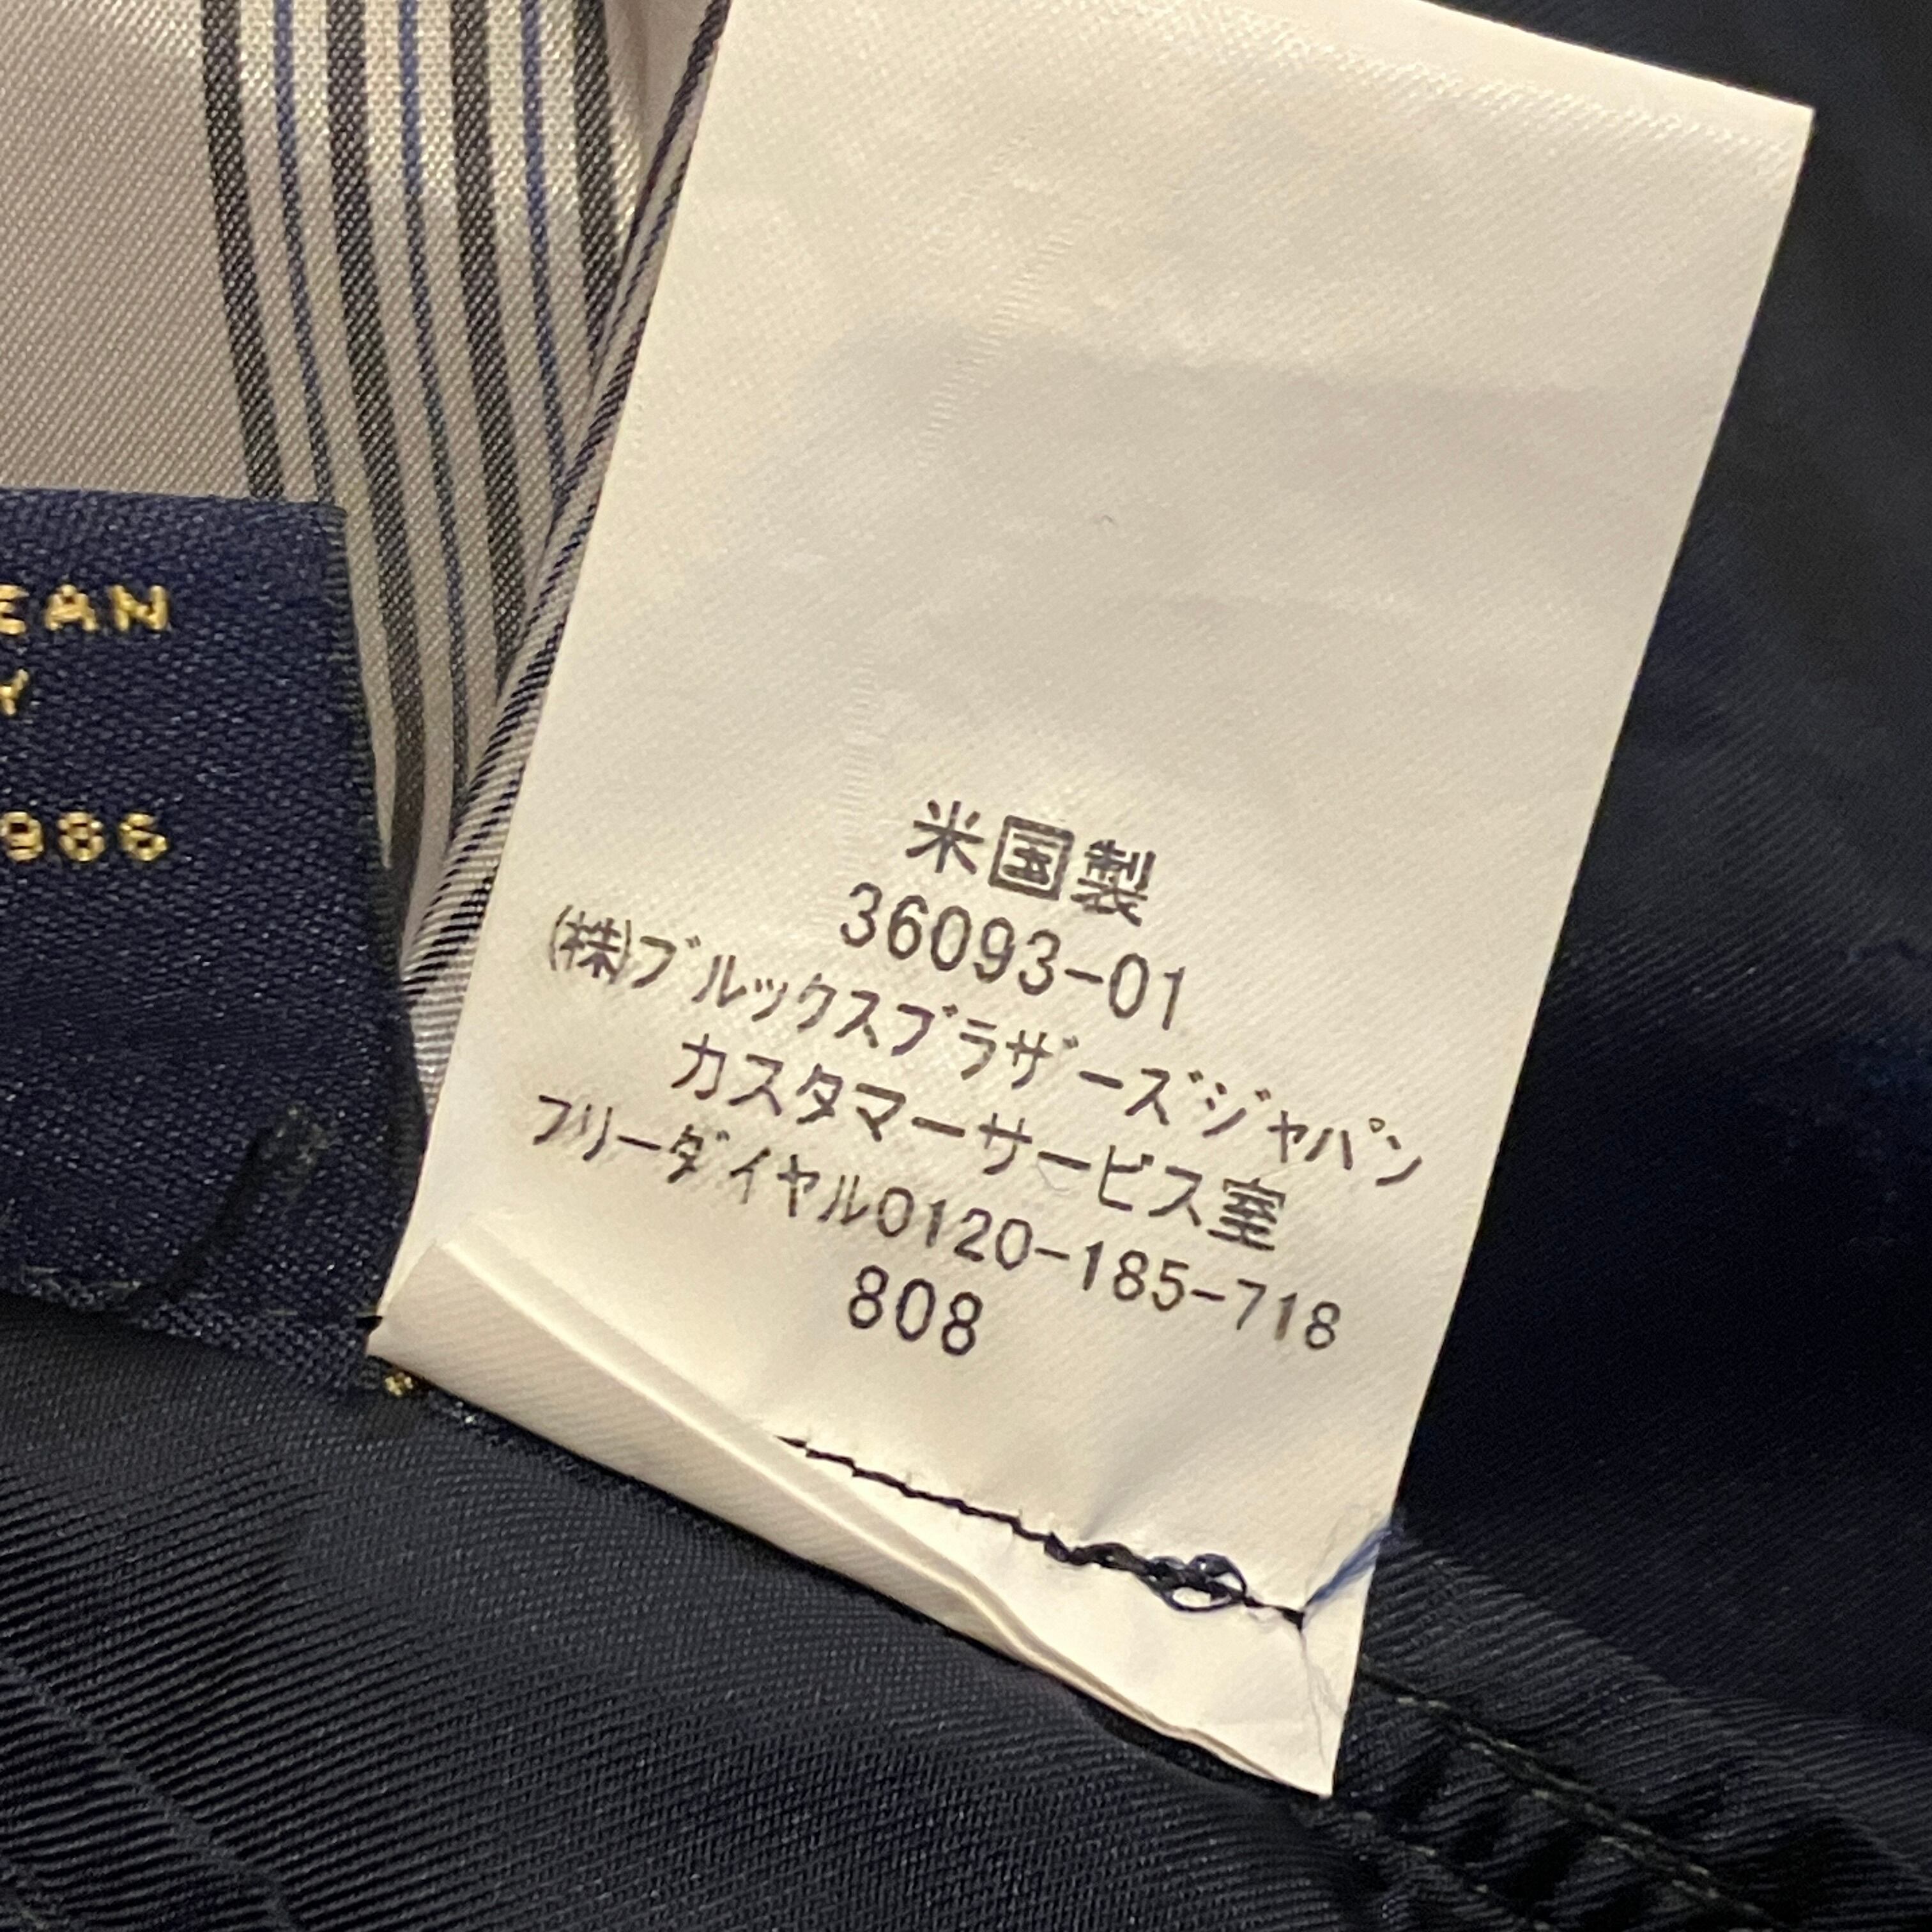 EAN
Y
986
米国製
36093-01
(株)ブルックスブラザーズジャパン
カスタマーサービス室
フリーダイヤル0120-185-718
808